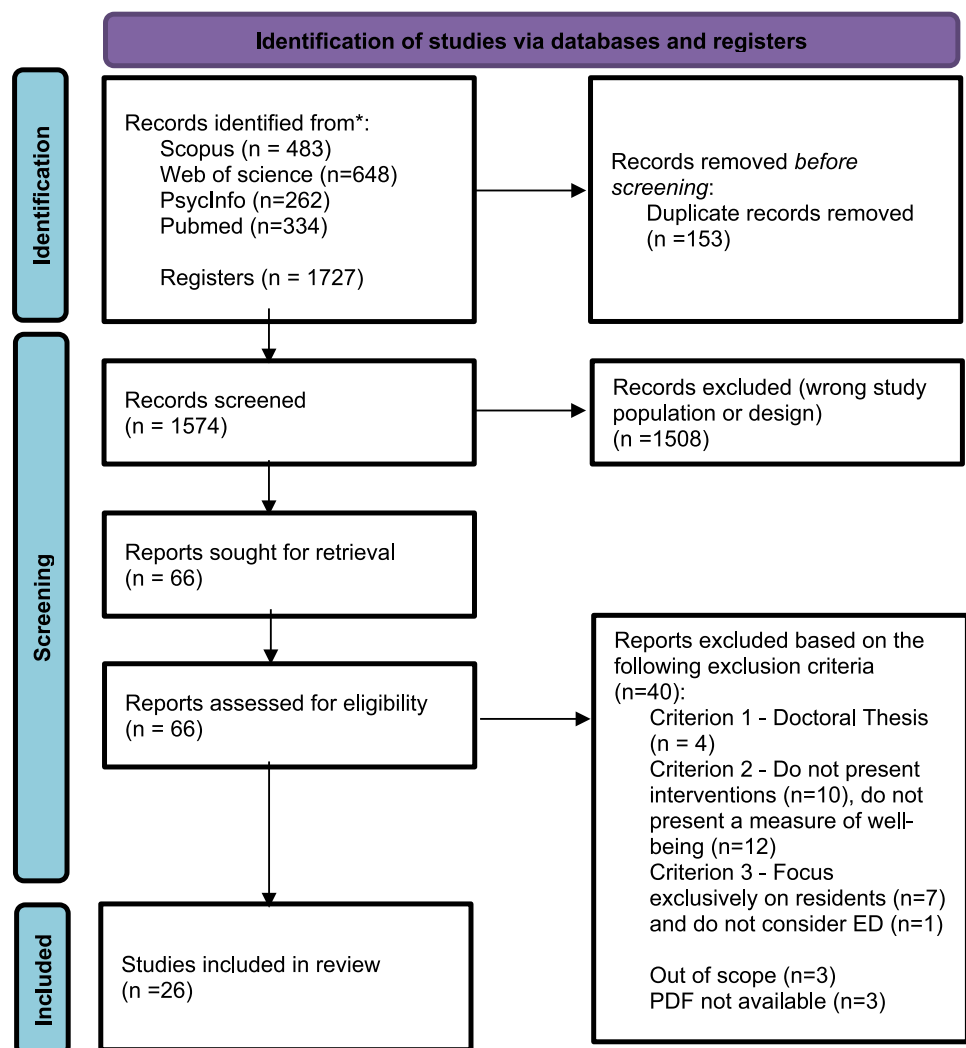 Identification of studies via databases and registers
Identification
Records identified from*:
Scopus (n = 483)
Web of science (n=648)
PsycInfo (n=262)
Pubmed (n=334)
Registers (n = 1727)
Records removed before
screening:
Duplicate records removed
(n =153)
Screening
Records screened
(n = 1574)
Records excluded (wrong study
population or design)
(n =1508)
Reports sought for retrieval
(n = 66)
Reports assessed for eligibility
(n = 66)
Reports excluded based on the
following exclusion criteria
(n=40):
Criterion 1 - Doctoral Thesis
(n = 4)
Criterion 2 - Do not present
interventions (n=10), do not
present a measure of well-
being (n=12)
Criterion 3 - Focus
exclusively on residents (n=7)
and do not consider ED (n=1)
Out of scope (n=3)
PDF not available (n=3)
Included
Studies included in review
(n =26)